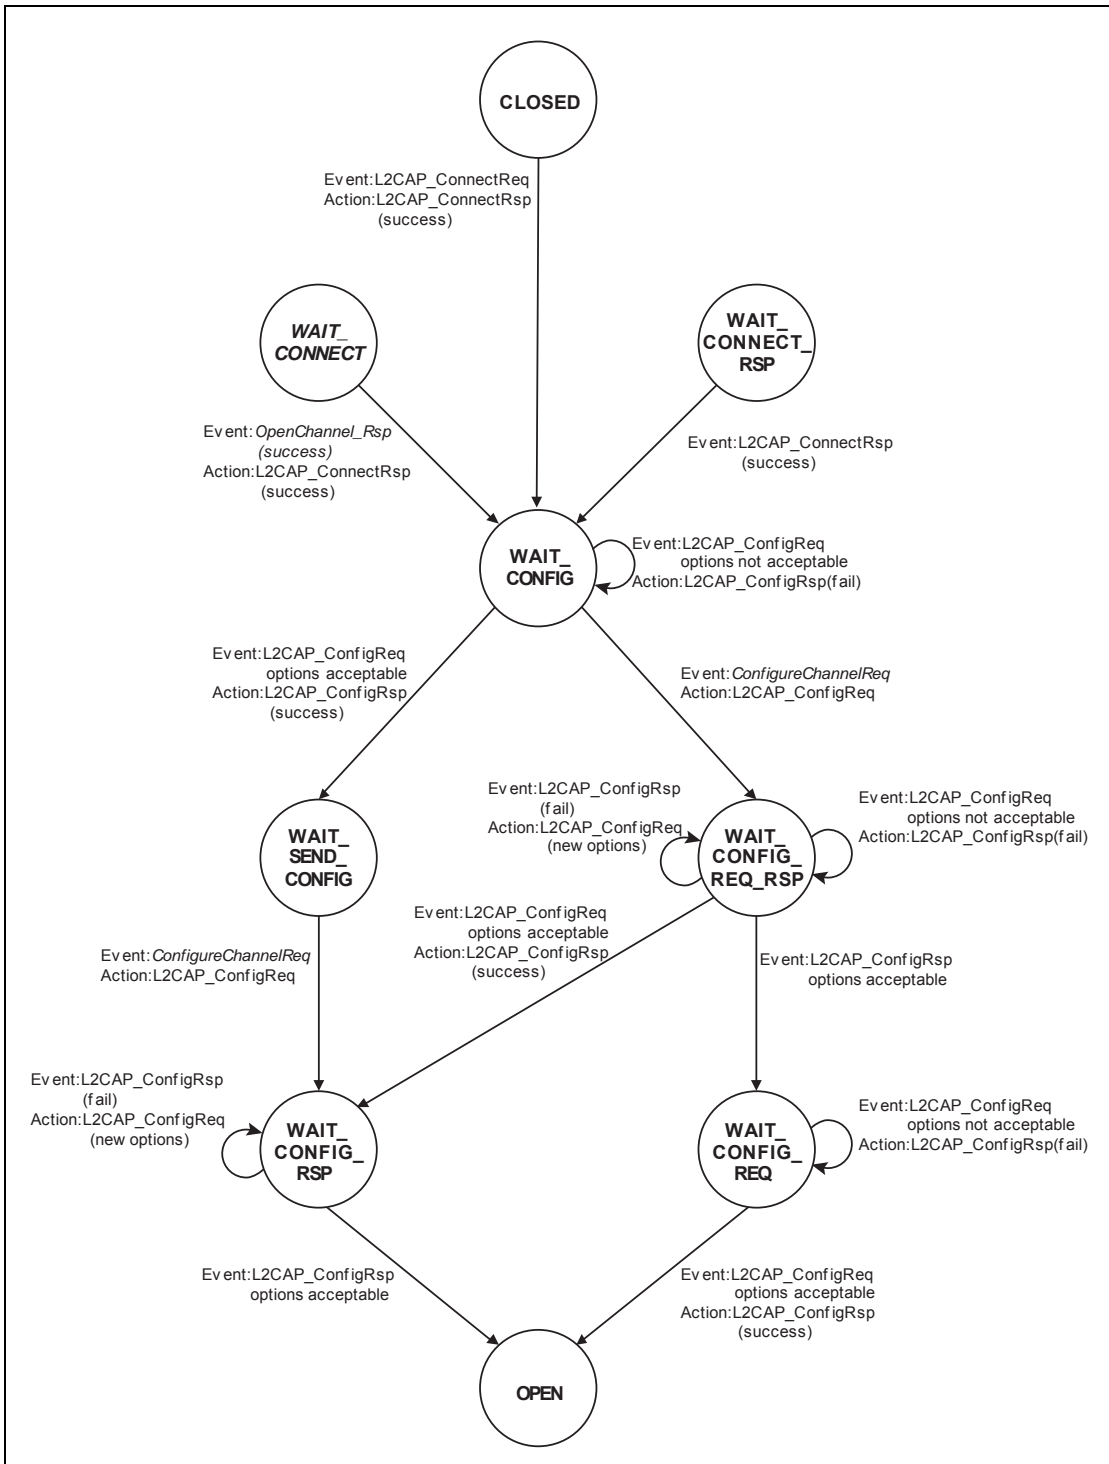 CLOSED
Event:L2CAP_ConnectReq
Action:L2CAP_ConnectRsp
(success)
WAIT_
CONNECT
WAIT_
CONNECT_
RSP
Event:OpenChannel_Rsp
(success)
Action:L2CAP_ConnectRsp
(success)
Event:L2CAP_ConnectRsp
(success)
WAIT_
CONFIG
Event:L2CAP_ConfigReq
options not acceptable
Action:L2CAP_ConfigRsp(fail)
Event:L2CAP_ConfigReq
options acceptable
Action:L2CAP_ConfigRsp
(success)
Event:ConfigureChannelReq
Action:L2CAP_ConfigReq
WAIT_
SEND_
CONFIG
Event:L2CAP_ConfigRsp
(fail)
Action:L2CAP_ConfigReq
(new options)
WAIT_
CONFIG_
REQ_RSP
Event:L2CAP_ConfigReq
options not acceptable
Action:L2CAP_ConfigRsp(fail)
Event:ConfigureChannelReq
Action:L2CAP_ConfigReq
Event:L2CAP_ConfigReq
options acceptable
Action:L2CAP_ConfigRsp
(success)
Event:L2CAP_ConfigRsp
options acceptable
Event:L2CAP_ConfigRsp
(fail)
Action:L2CAP_ConfigReq
(new options)
WAIT_
CONFIG_
RSP
WAIT_
CONFIG_
REQ
Event:L2CAP_ConfigReq
options not acceptable
Action:L2CAP_ConfigRsp(fail)
Event:L2CAP_ConfigRsp
options acceptable
Event:L2CAP_ConfigReq
options acceptable
Action:L2CAP_ConfigRsp
(success)
OPEN